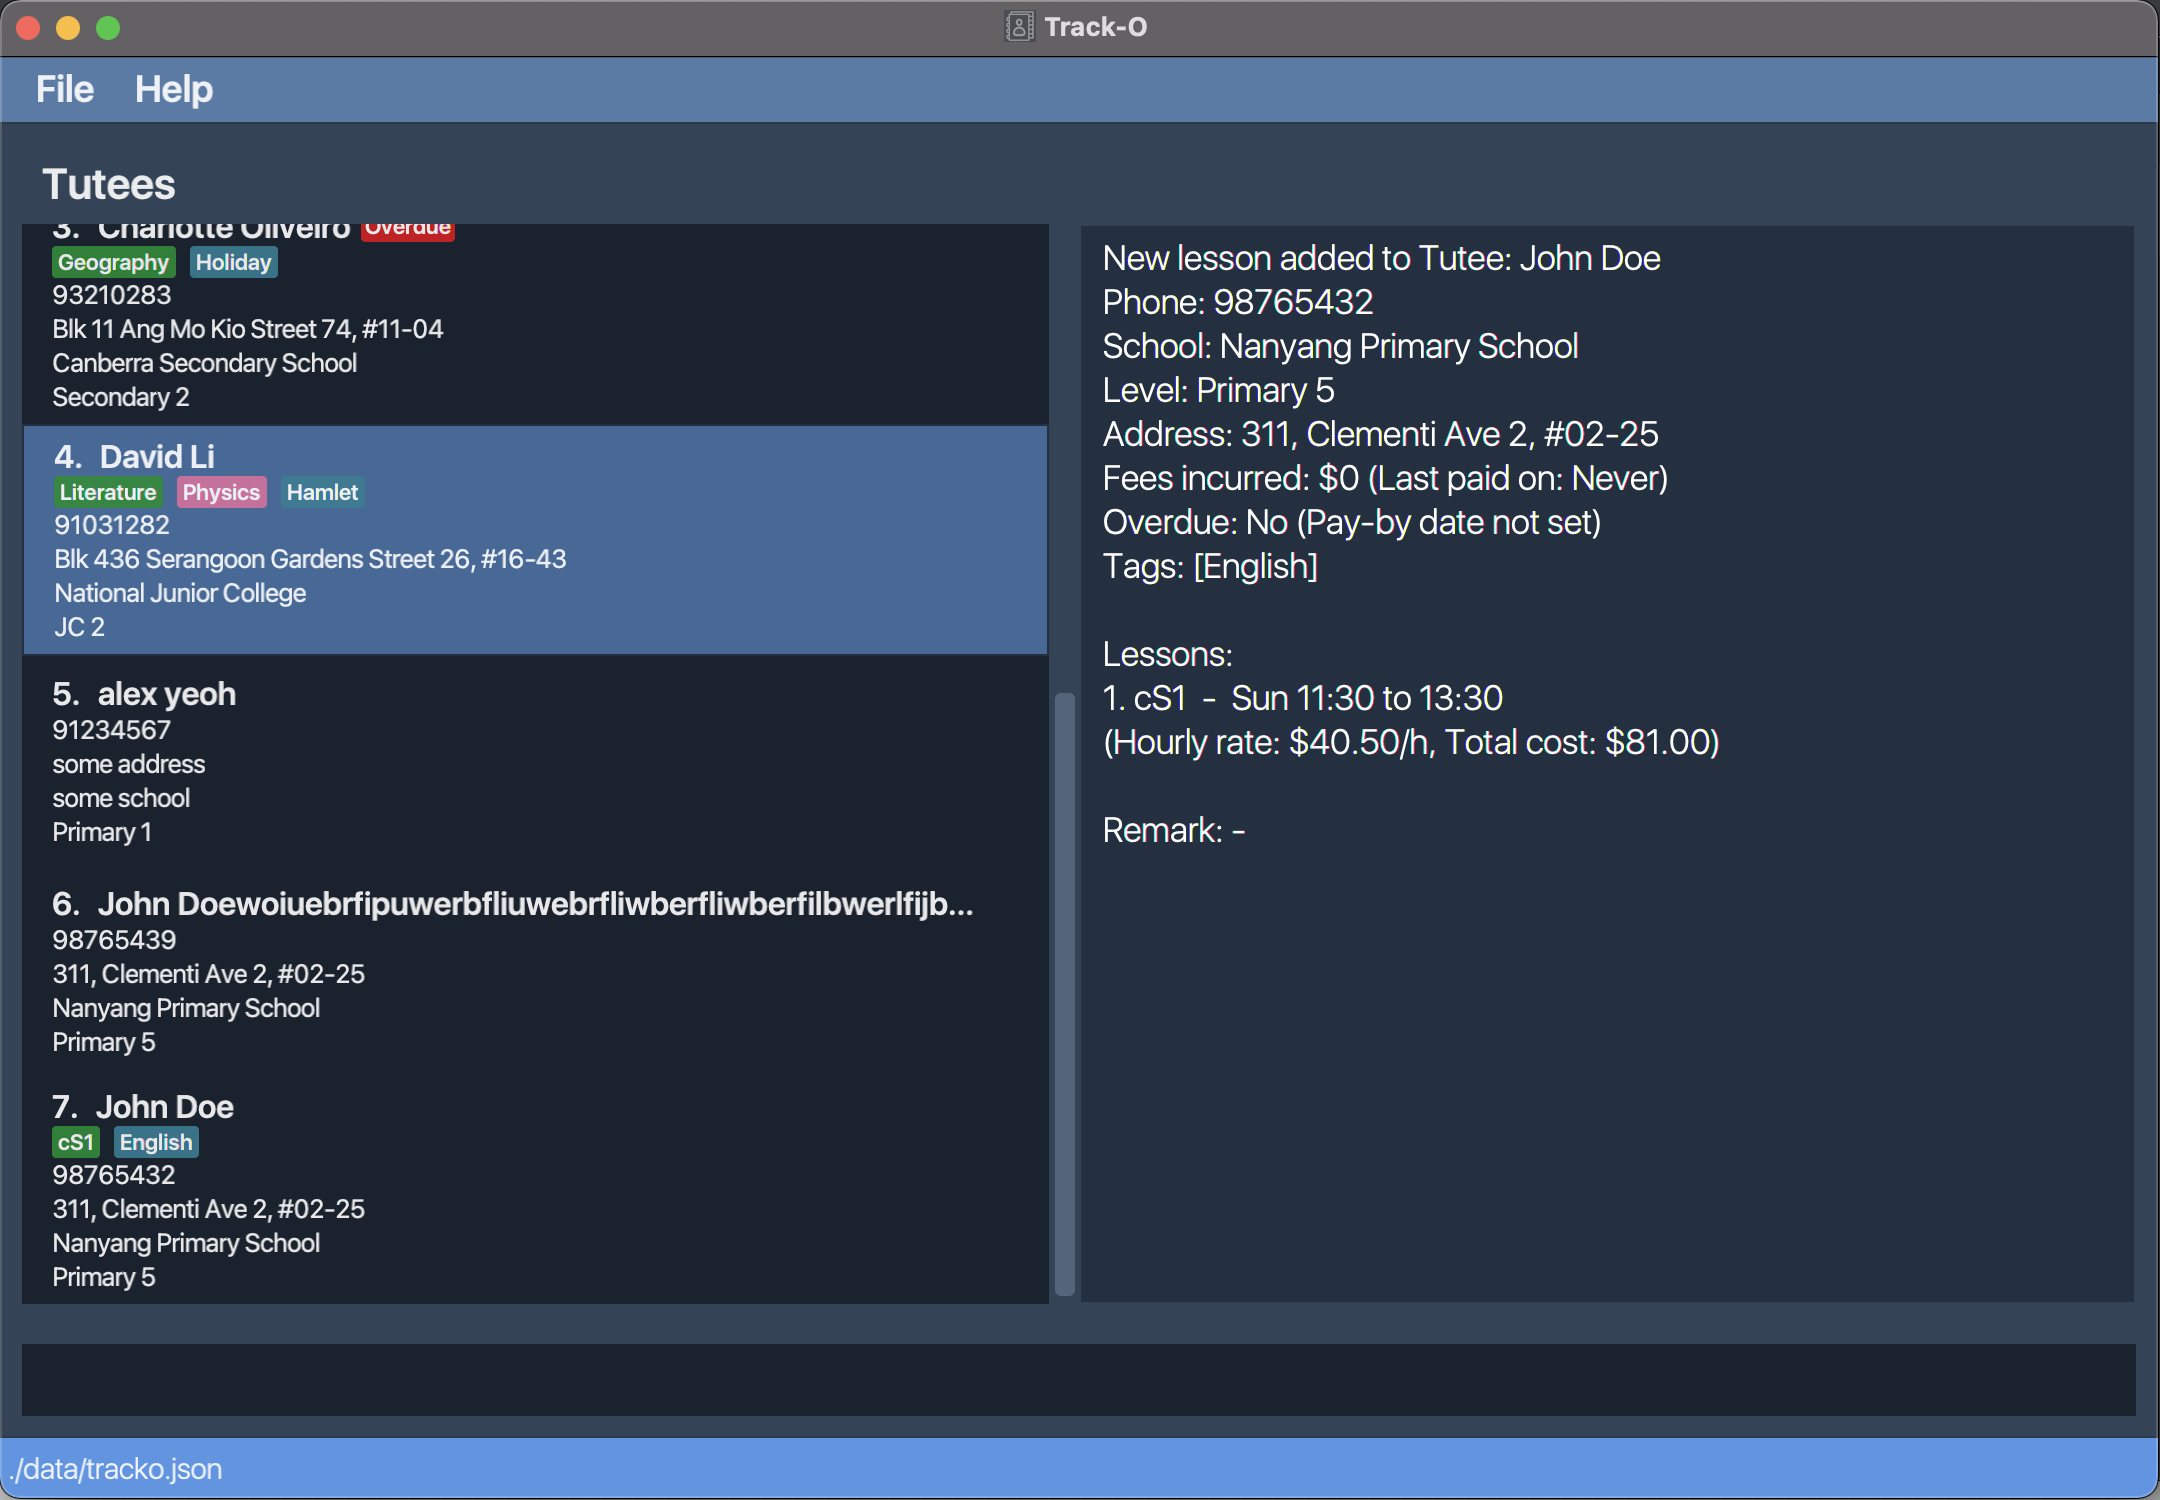 Track-O
File Help
Tutees
3. Charlotte Oliveiro Overdue
Geography Holiday
93210283
Blk 11 Ang Mo Kio Street 74, #11-04
Canberra Secondary School
Secondary 2
4. David Li
Literature Physics Hamlet
91031282
Blk 436 Serangoon Gardens Street 26, #16-43
National Junior College
JC 2
5. alex yeoh
91234567
some address
some school
Primary 1
6. John Doewoiuebrfipuwerbfliuwebrfliwberfliwberfilbwerlfijb...
98765439
311, Clementi Ave 2, #02-25
Nanyang Primary School
Primary 5
7. John Doe
cS1 English
98765432
311, Clementi Ave 2, #02-25
Nanyang Primary School
Primary 5
New lesson added to Tutee: John Doe
Phone: 98765432
School: Nanyang Primary School
Level: Primary 5
Address: 311, Clementi Ave 2, #02-25
Fees incurred: $0 (Last paid on: Never)
Overdue: No (Pay-by date not set)
Tags: [English]
Lessons:
1. cS1 - Sun 11:30 to 13:30
(Hourly rate: $40.50/h, Total cost: $81.00)
Remark: -
./data/tracko.json